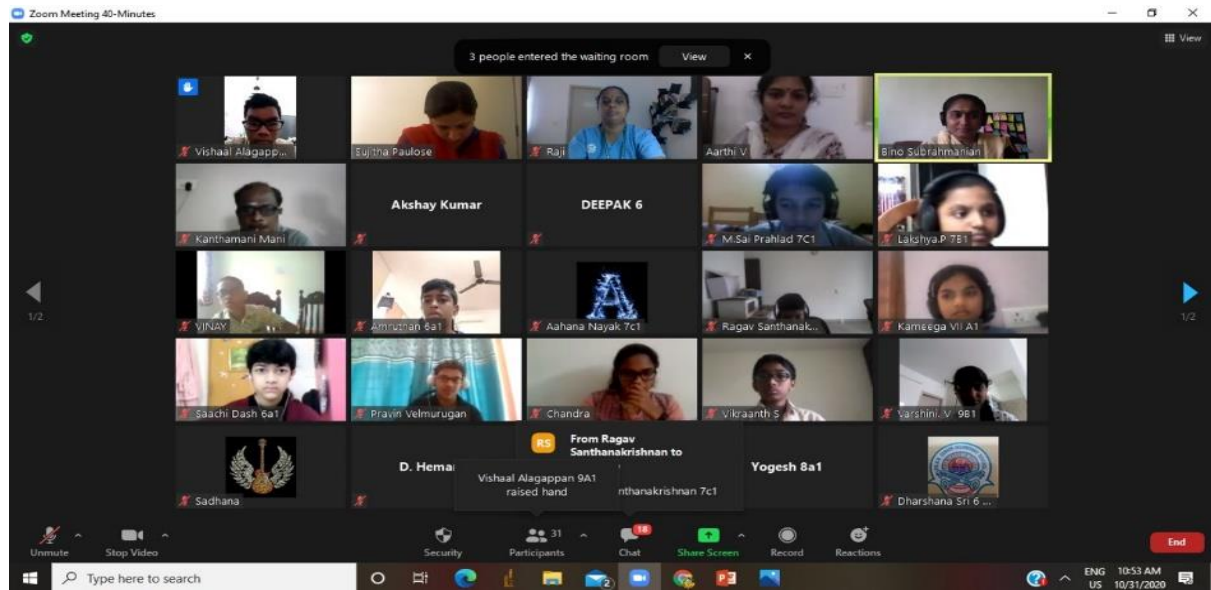 Zoom Meeting 40-Minutes
View
3 people entered the waiting room View
Vishaal Alagapp...
Sujitha Paulose
Raji
Aarthi V
Bino Subrahmanian
Kanthamani Mani
Akshay Kumar
DEEPAK 6
M.Sai Prahlad 7C1
Lakshya.P 7B1
1/2
VINAY
Amruthan 6a1
A
Aahana Nayak 7c1
Ragav Santhanak...
Kameega VII A1
1/2
Saachi Dash 6a1
Pravin Velmurugan
Chandra
Vikraanth S
Varshini. V 9B1
Sadhana
D. Hema
RS
From Ragav
Santhanakrishnan to
Vishaal Alagappan 9A1
raised hand
nthanakrishnan 7c1
Yogesh 8a1
Dharshana Sri 6 ...
Unmute
Stop Video
Security
31
Participants
18
Chat
Share Screen
Record
Reactions
End
Type here to search
2
ENG 10:53 AM
US 10/31/2020